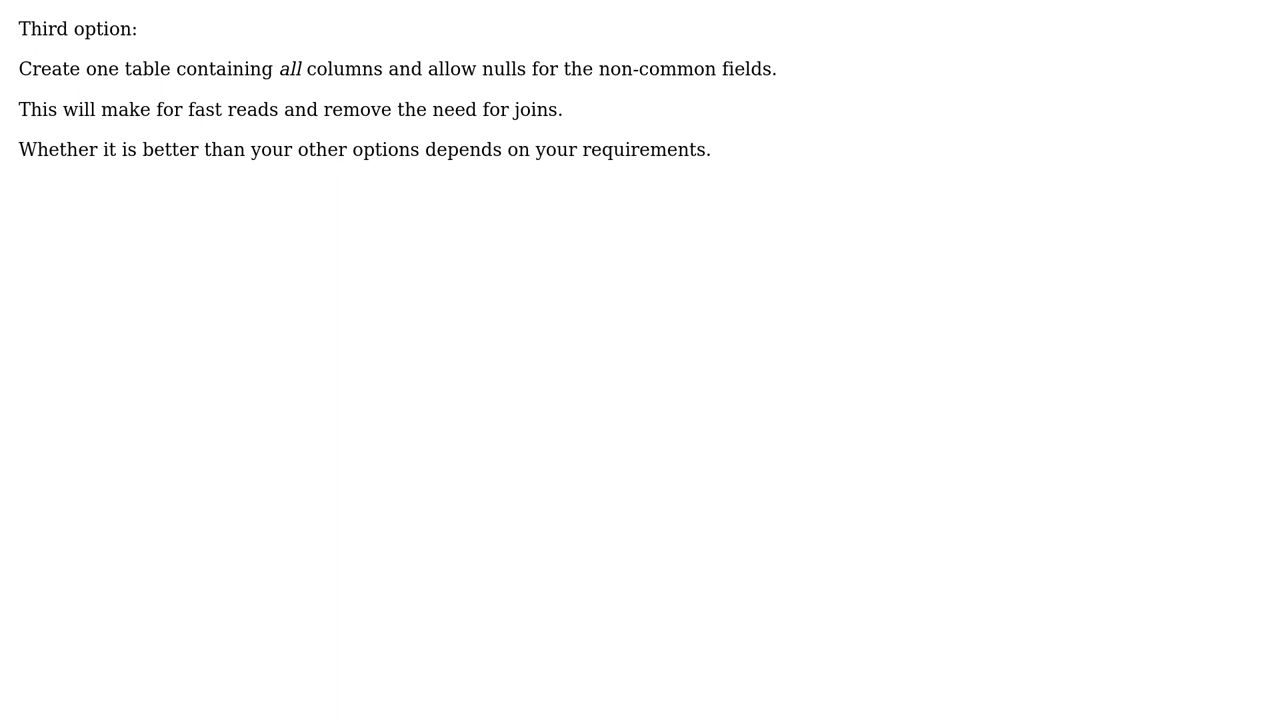 Third option:
Create one table containing all columns and allow nulls for the non-common fields.
This will make for fast reads and remove the need for joins.
Whether it is better than your other options depends on your requirements.